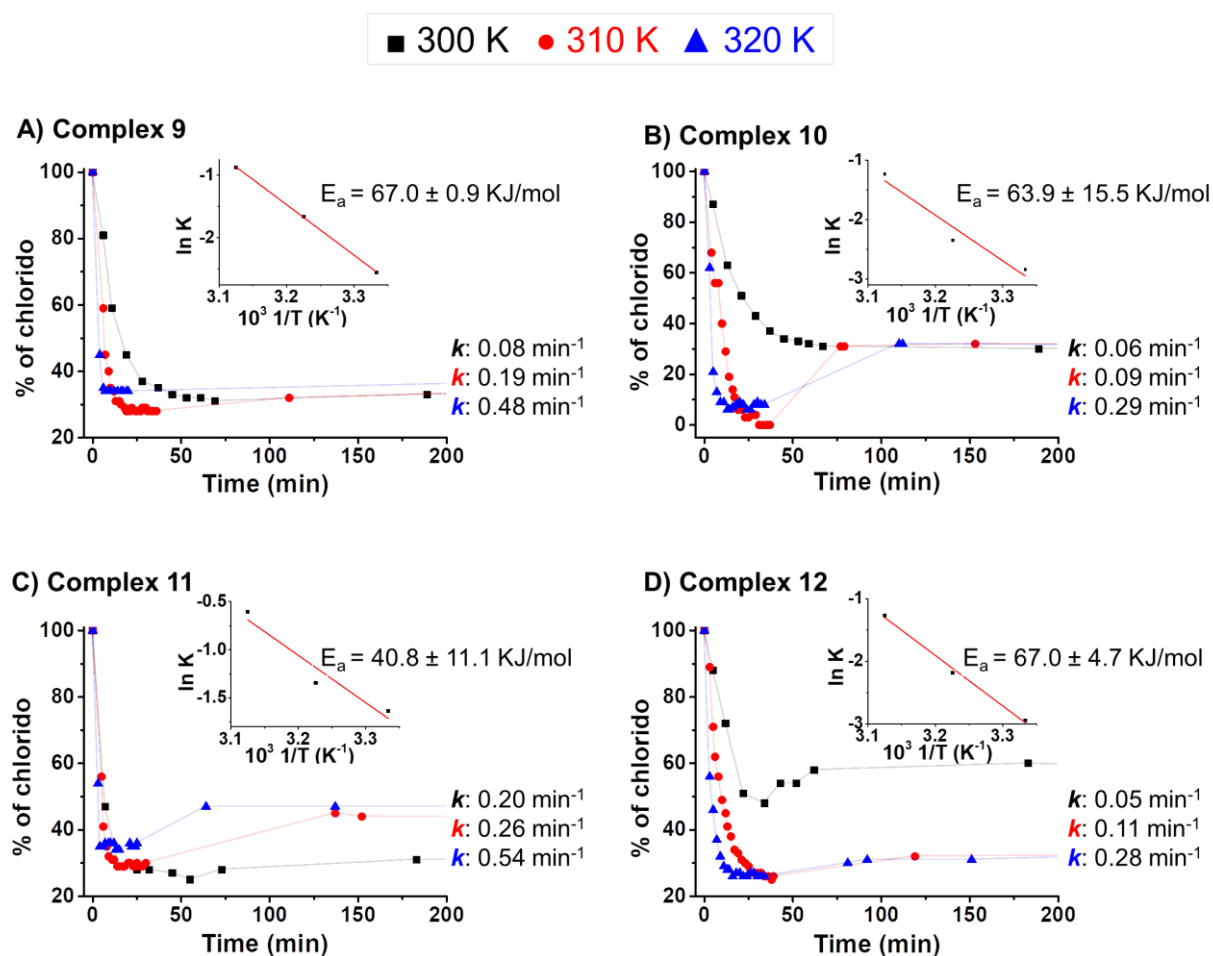 300 K 310 K 320 K
A) Complex 9
% of chlorido
100
80
60
40
20
0 50 100 150 200
Time (min)
ln K
-1
-2
3.1 3.2 3.3
10³ 1/T (K⁻¹)
Eₐ = 67.0 ± 0.9 KJ/mol
k: 0.08 min⁻¹
k: 0.19 min⁻¹
k: 0.48 min⁻¹
B) Complex 10
% of chlorido
100
80
60
40
20
0
0 50 100 150 200
Time (min)
ln K
-1
-2
-3
3.1 3.2 3.3
10³ 1/T (K⁻¹)
Eₐ = 63.9 ± 15.5 KJ/mol
k: 0.06 min⁻¹
k: 0.09 min⁻¹
k: 0.29 min⁻¹
C) Complex 11
% of chlorido
100
80
60
40
20
0 50 100 150 200
Time (min)
ln K
-0.5
-1.0
-1.5
3.1 3.2 3.3
10³ 1/T (K⁻¹)
Eₐ = 40.8 ± 11.1 KJ/mol
k: 0.20 min⁻¹
k: 0.26 min⁻¹
k: 0.54 min⁻¹
D) Complex 12
% of chlorido
100
80
60
40
20
0 50 100 150 200
Time (min)
ln K
-1
-2
-3
3.1 3.2 3.3
10³ 1/T (K⁻¹)
Eₐ = 67.0 ± 4.7 KJ/mol
k: 0.05 min⁻¹
k: 0.11 min⁻¹
k: 0.28 min⁻¹